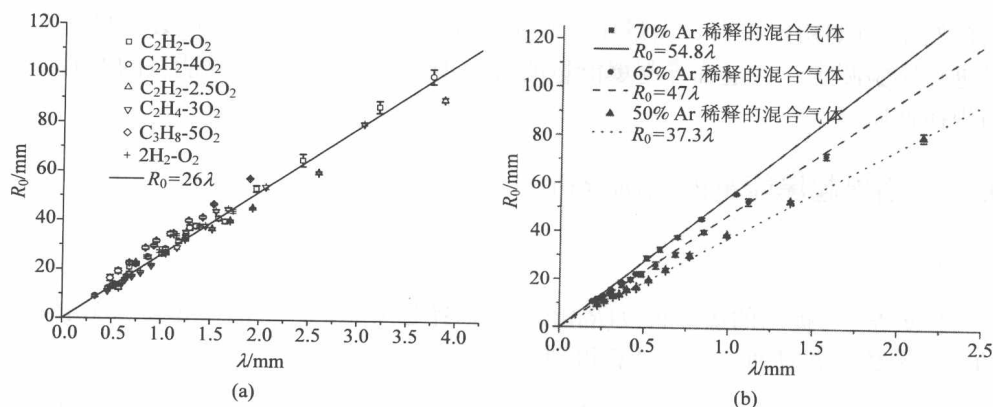 (a)
120
100
80
60
40
20
0
R₀/mm
□ C₂H₂-O₂
○ C₂H₂-4O₂
△ C₂H₂-2.5O₂
▽ C₂H₄-3O₂
◇ C₃H₈-5O₂
+ 2H₂-O₂
— R₀=26λ
0.0 0.5 1.0 1.5 2.0 2.5 3.0 3.5 4.0
λ/mm
(a)
(b)
120
100
80
60
40
20
0
R₀/mm
■ 70% Ar 稀释的混合气体
— R₀=54.8λ
● 65% Ar 稀释的混合气体
- - - R₀=47λ
▲ 50% Ar 稀释的混合气体
······ R₀=37.3λ
0.0 0.5 1.0 1.5 2.0 2.5
λ/mm
(b)